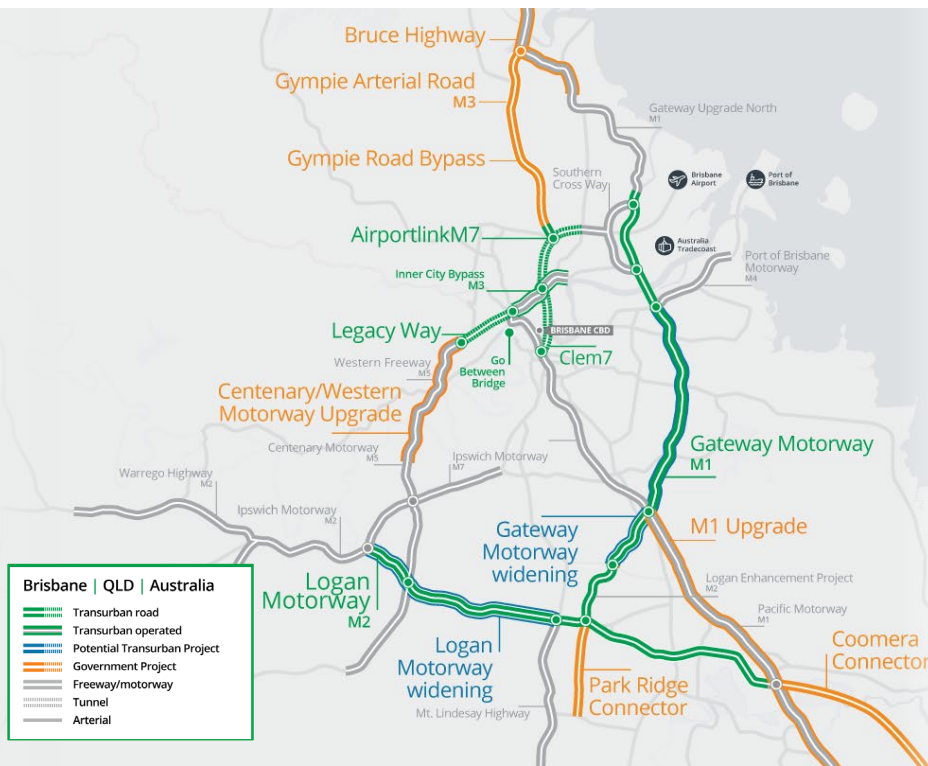 Bruce Highway
Gympie Arterial Road
M3
Gateway Upgrade North
M1
Gympie Road Bypass
Southern
Cross Way
Brisbane
Airport
Port of
Brisbane
AirportlinkM7
Australia
Tradecoast
Port of Brisbane
Motorway
M4
Inner City Bypass
M3
Legacy Way
BRISBANE CBD
Clem7
Go
Between
Bridge
Western Freeway
M5
Centenary/Western
Motorway Upgrade
Centenary Motorway
M5
Ipswich Motorway
M7
Gateway Motorway
M1
Warrego Highway
M2
Ipswich Motorway
M2
Gateway
Motorway
widening
M1 Upgrade
Logan Enhancement Project
M2
Pacific Motorway
M1
Logan
Motorway
M2
Logan
Motorway
widening
Coomera
Connector
Park Ridge
Connector
Mt. Lindesay Highway
Brisbane | QLD | Australia
Transurban road
Transurban operated
Potential Transurban Project
Government Project
Freeway/motorway
Tunnel
Arterial